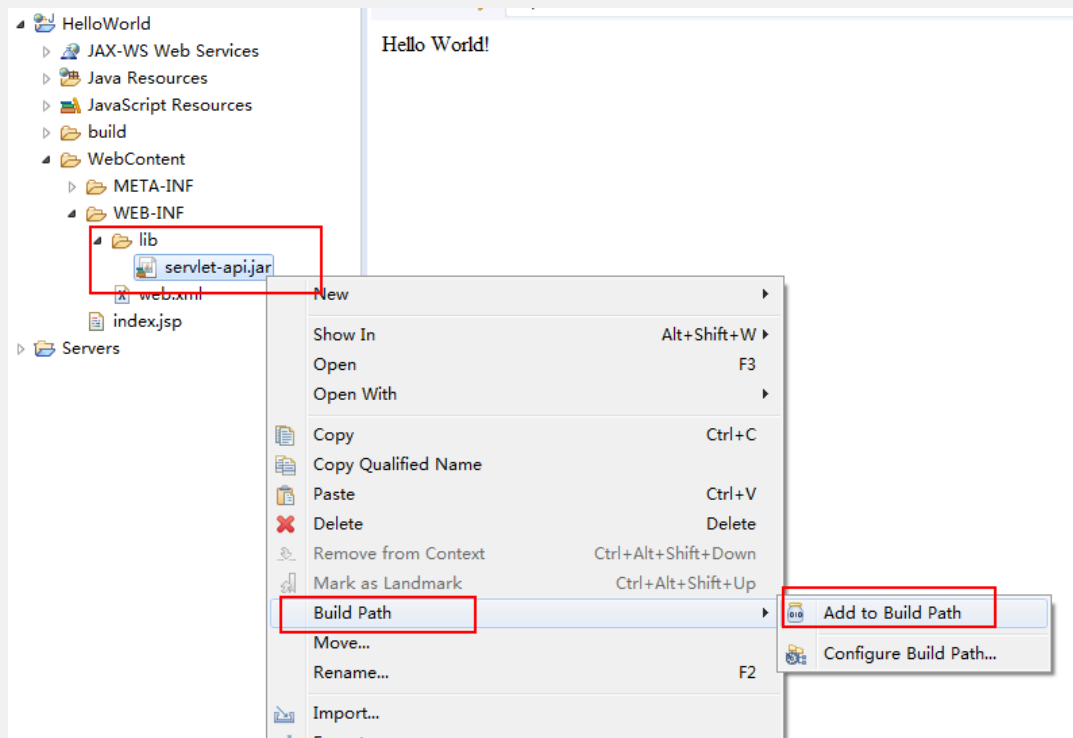 HelloWorld
JAX-WS Web Services
Java Resources
JavaScript Resources
build
WebContent
META-INF
WEB-INF
lib
servlet-api.jar
web.xml
index.jsp
Servers
Hello World!
New
Show In Alt+Shift+W
Open F3
Open With
Copy Ctrl+C
Copy Qualified Name
Paste Ctrl+V
Delete Delete
Remove from Context Ctrl+Alt+Shift+Down
Mark as Landmark Ctrl+Alt+Shift+Up
Build Path
Move...
Rename... F2
Import...
Add to Build Path
Configure Build Path...